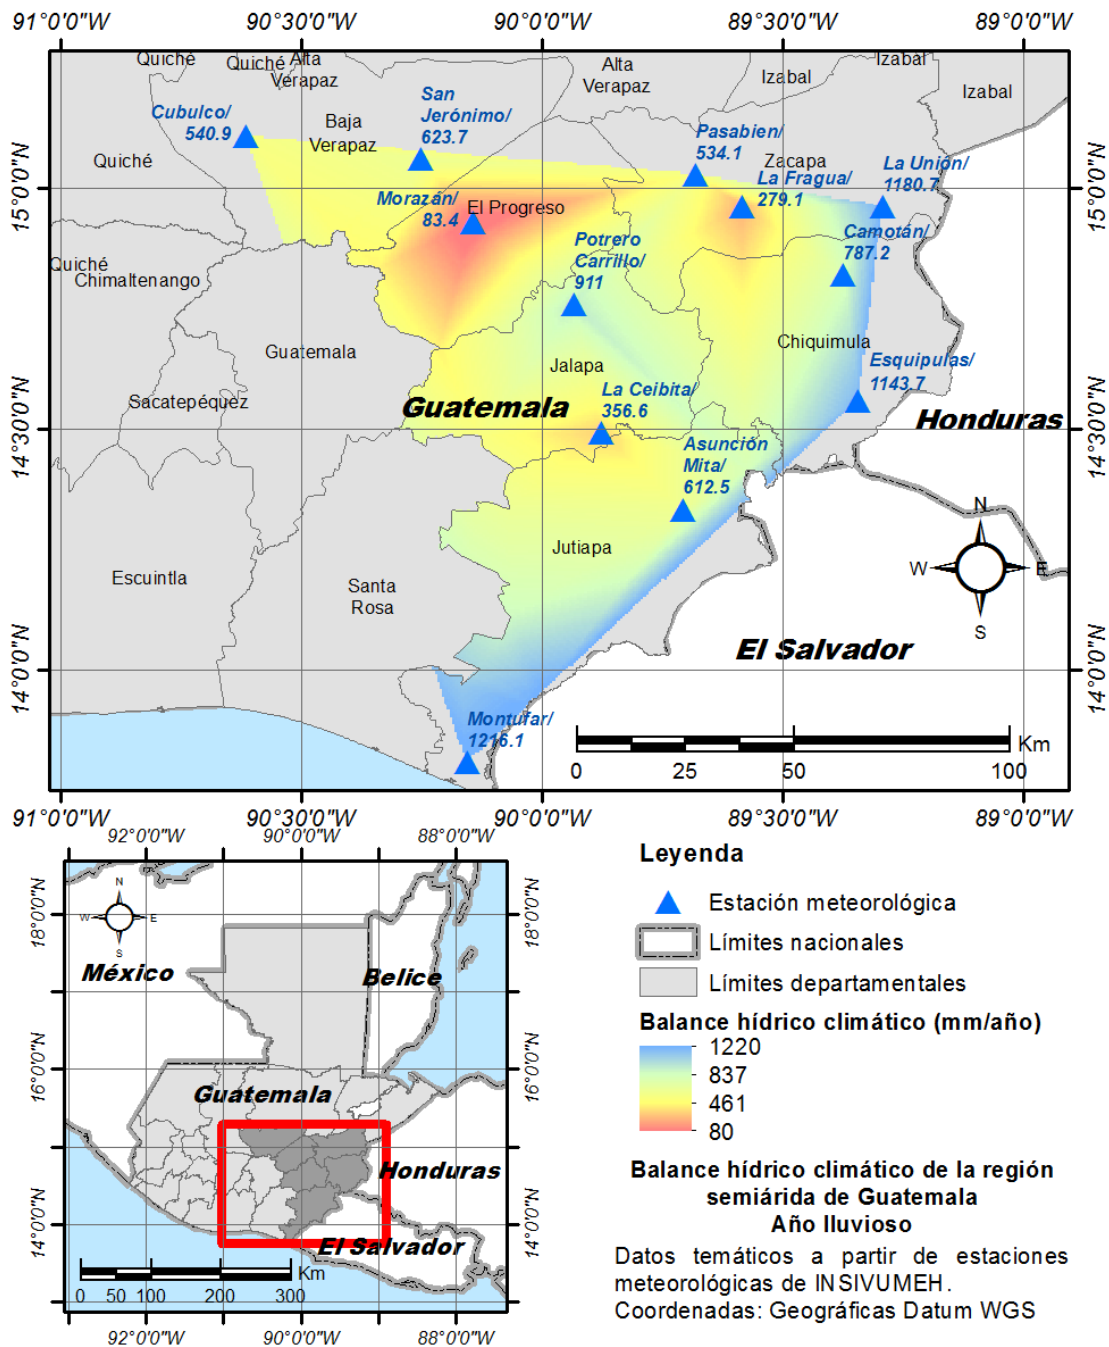 91°0'0"W
90°30'0"W
90°0'0"W
89°30'0"W
89°0'0"W
Quiché
Quiché
Alta
Verapaz
Alta
Verapaz
Izabal
Izabal
Izabal
Cubulco/
540.9
San
Jerónimo/
623.7
Baja
Verapaz
Pasabien/
534.1
Zacapa
La Unión/
1180.7
Quiché
La Fragua/
279.1
15°0'0"N
15°0'0"N
Morazán/
83.4
El Progreso
Camotán/
787.2
Potrero
Carrillo/
911
Quiché
Chimaltenango
Guatemala
Chiquimula
Jalapa
Esquipulas/
1143.7
Sacatepéquez
Guatemala
La Ceibita/
356.6
Honduras
14°30'0"N
14°30'0"N
Asunción
Mita/
612.5
N
W
E
S
Jutiapa
Escuintla
Santa
Rosa
El Salvador
14°0'0"N
14°0'0"N
Montufar/
1216.1
Km
0
25
50
100
91°0'0"W
90°30'0"W
90°0'0"W
89°30'0"W
89°0'0"W
92°0'0"W
90°0'0"W
88°0'0"W
N
W
E
S
18°0'0"N
18°0'0"N
México
Belice
16°0'0"N
16°0'0"N
Guatemala
Honduras
14°0'0"N
14°0'0"N
El Salvador
Km
0 50 100 200 300
92°0'0"W
90°0'0"W
88°0'0"W
Leyenda
Estación meteorológica
Límites nacionales
Límites departamentales
Balance hídrico climático (mm/año)
1220
837
461
80
Balance hídrico climático de la región
semiárida de Guatemala
Año lluvioso
Datos temáticos a partir de estaciones
meteorológicas de INSIVUMEH.
Coordenadas: Geográficas Datum WGS